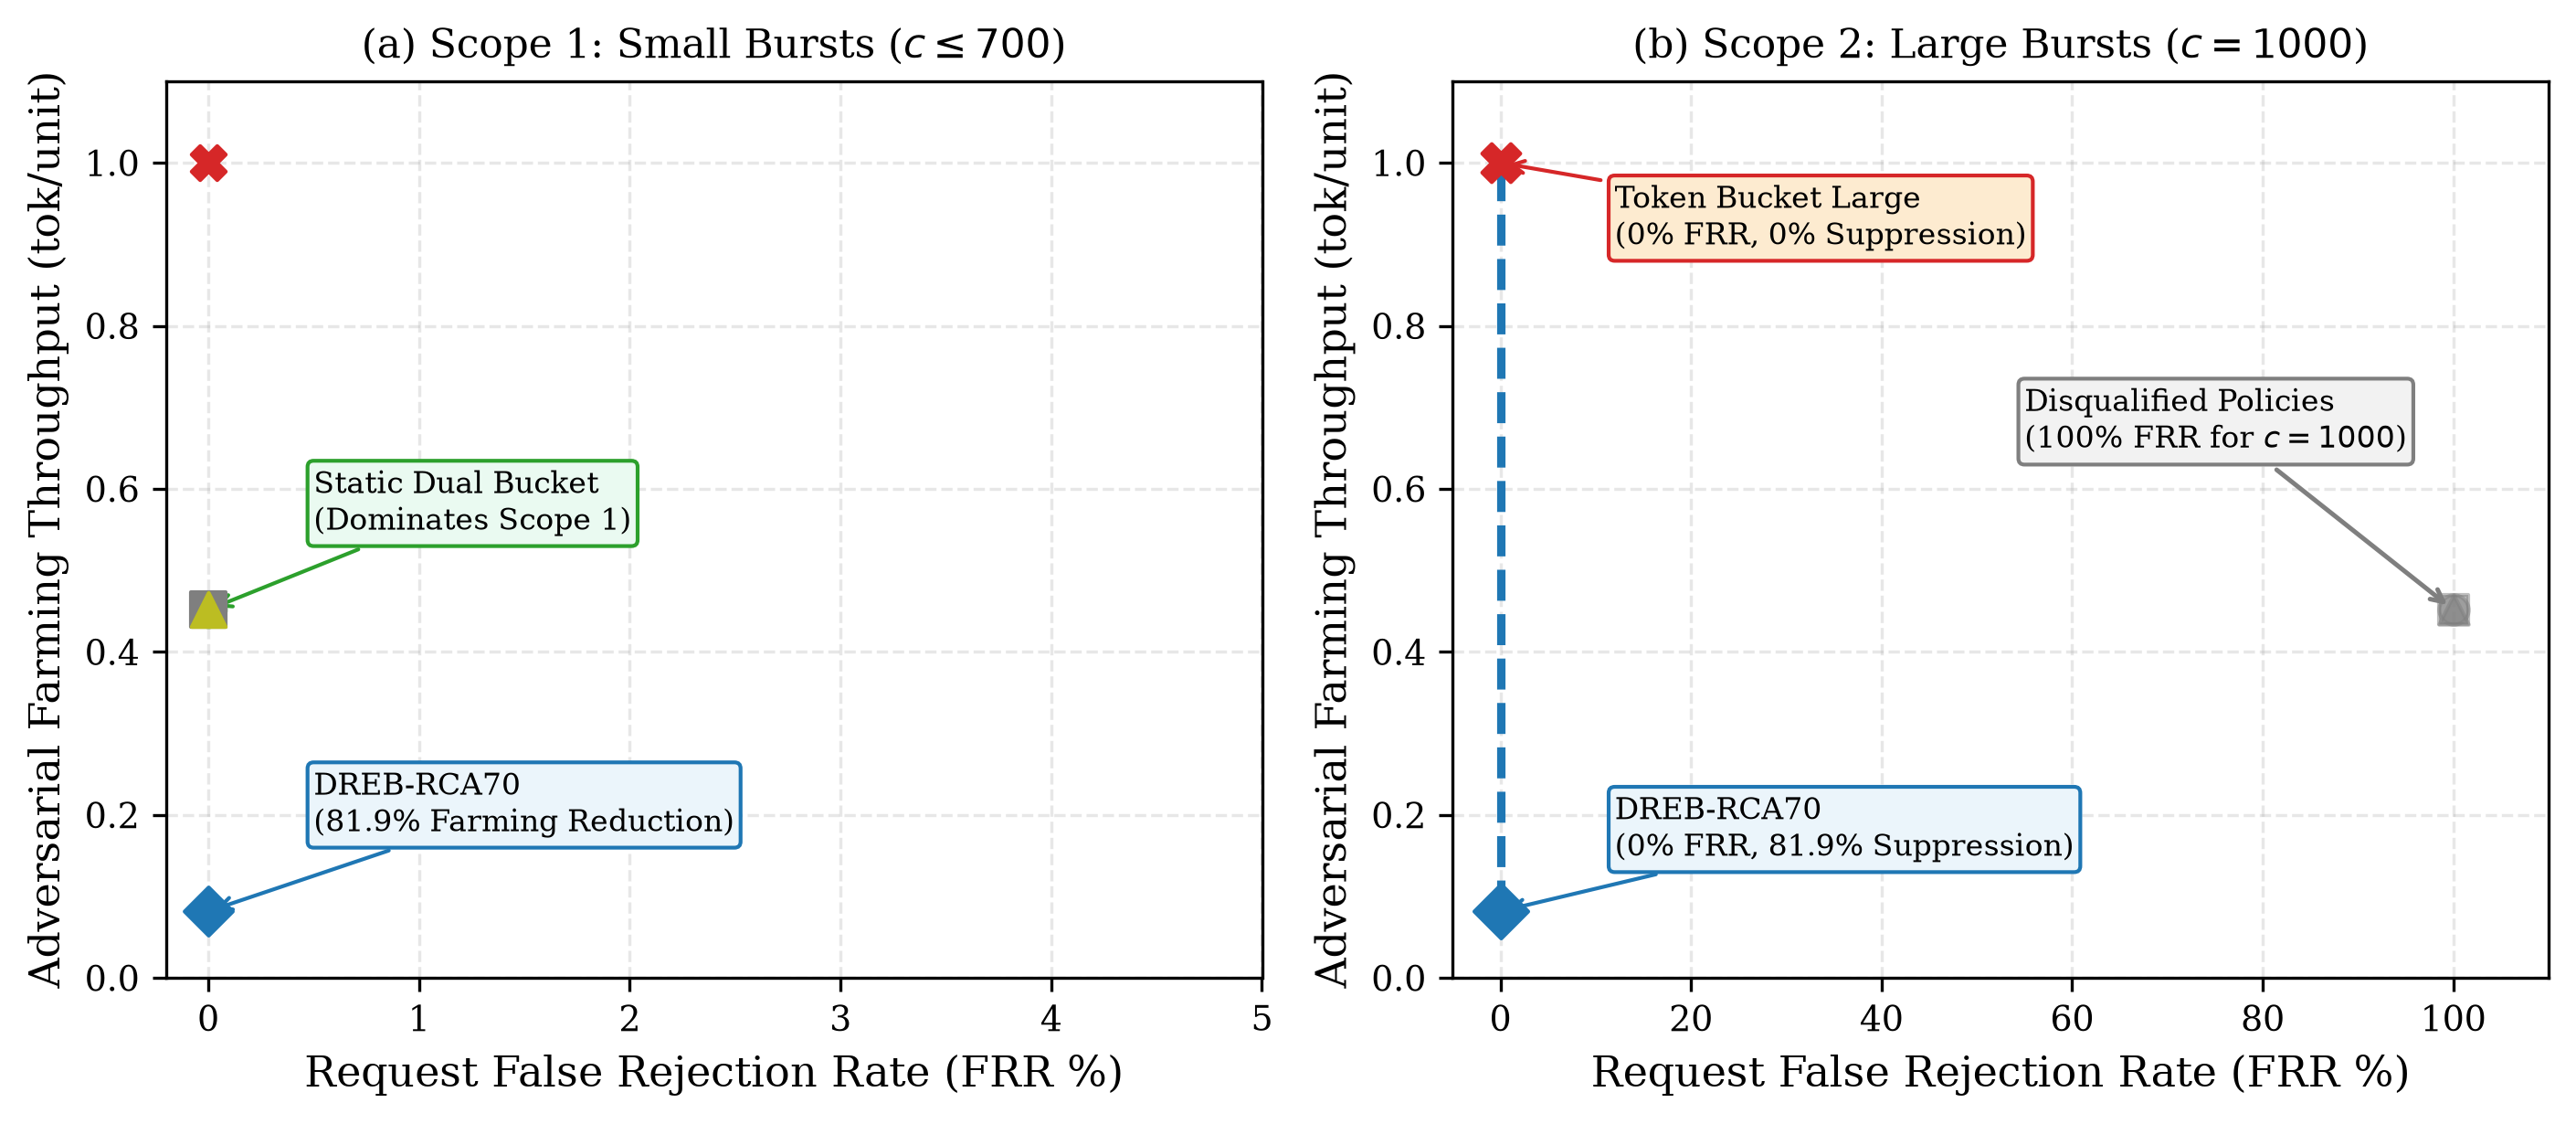 (a) Scope 1: Small Bursts (c ≤ 700)
Adversarial Farming Throughput (tok/unit)
1.0
0.8
0.6
0.4
0.2
0.0
Static Dual Bucket
(Dominates Scope 1)
DREB-RCA70
(81.9% Farming Reduction)
0 1 2 3 4 5
Request False Rejection Rate (FRR %)
(b) Scope 2: Large Bursts (c = 1000)
Adversarial Farming Throughput (tok/unit)
1.0
0.8
0.6
0.4
0.2
0.0
Token Bucket Large
(0% FRR, 0% Suppression)
Disqualified Policies
(100% FRR for c = 1000)
DREB-RCA70
(0% FRR, 81.9% Suppression)
0 20 40 60 80 100
Request False Rejection Rate (FRR %)